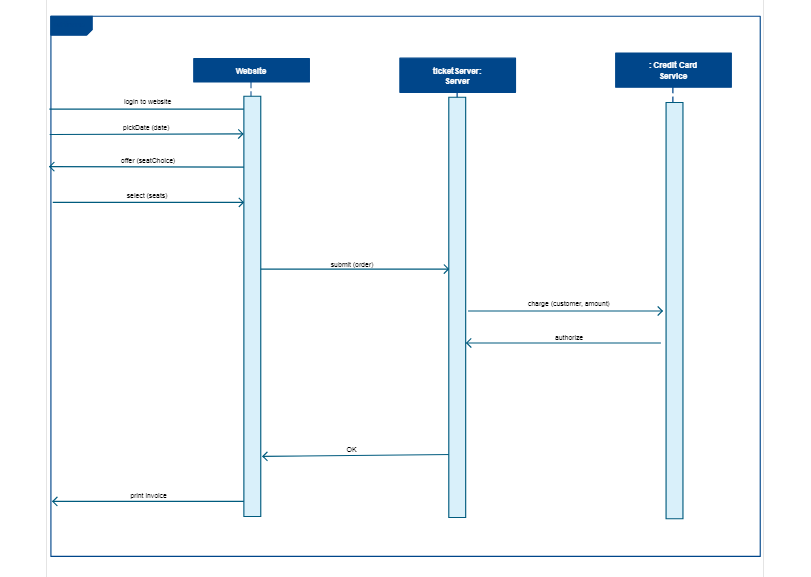 Website
ticketServer:
Server
: Credit Card
Service
login to website
pickDate (date)
offer (seatChoice)
select (seats)
submit (order)
charge (customer, amount)
authorize
OK
print invoice